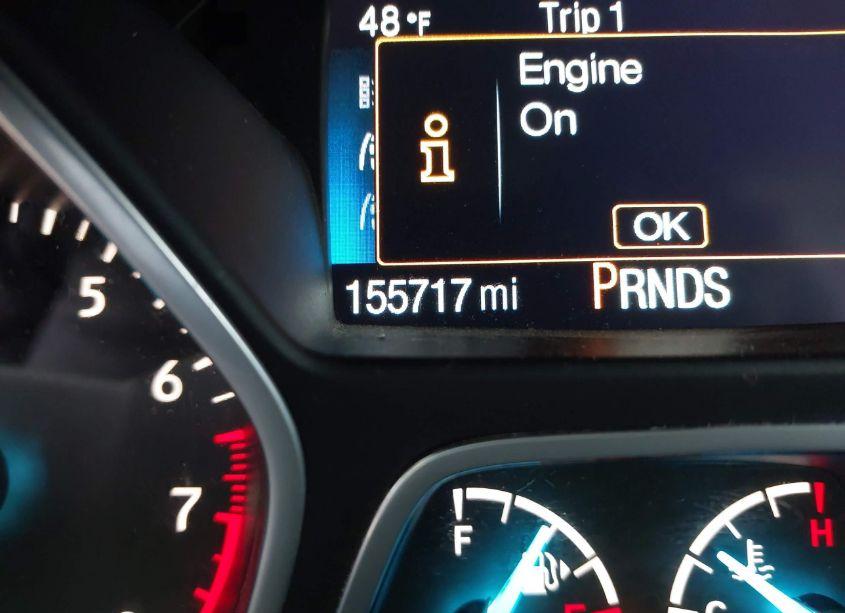 48°F Trip 1
Engine
On
OK
155717 mi PRNDS
5
6
7
F
H